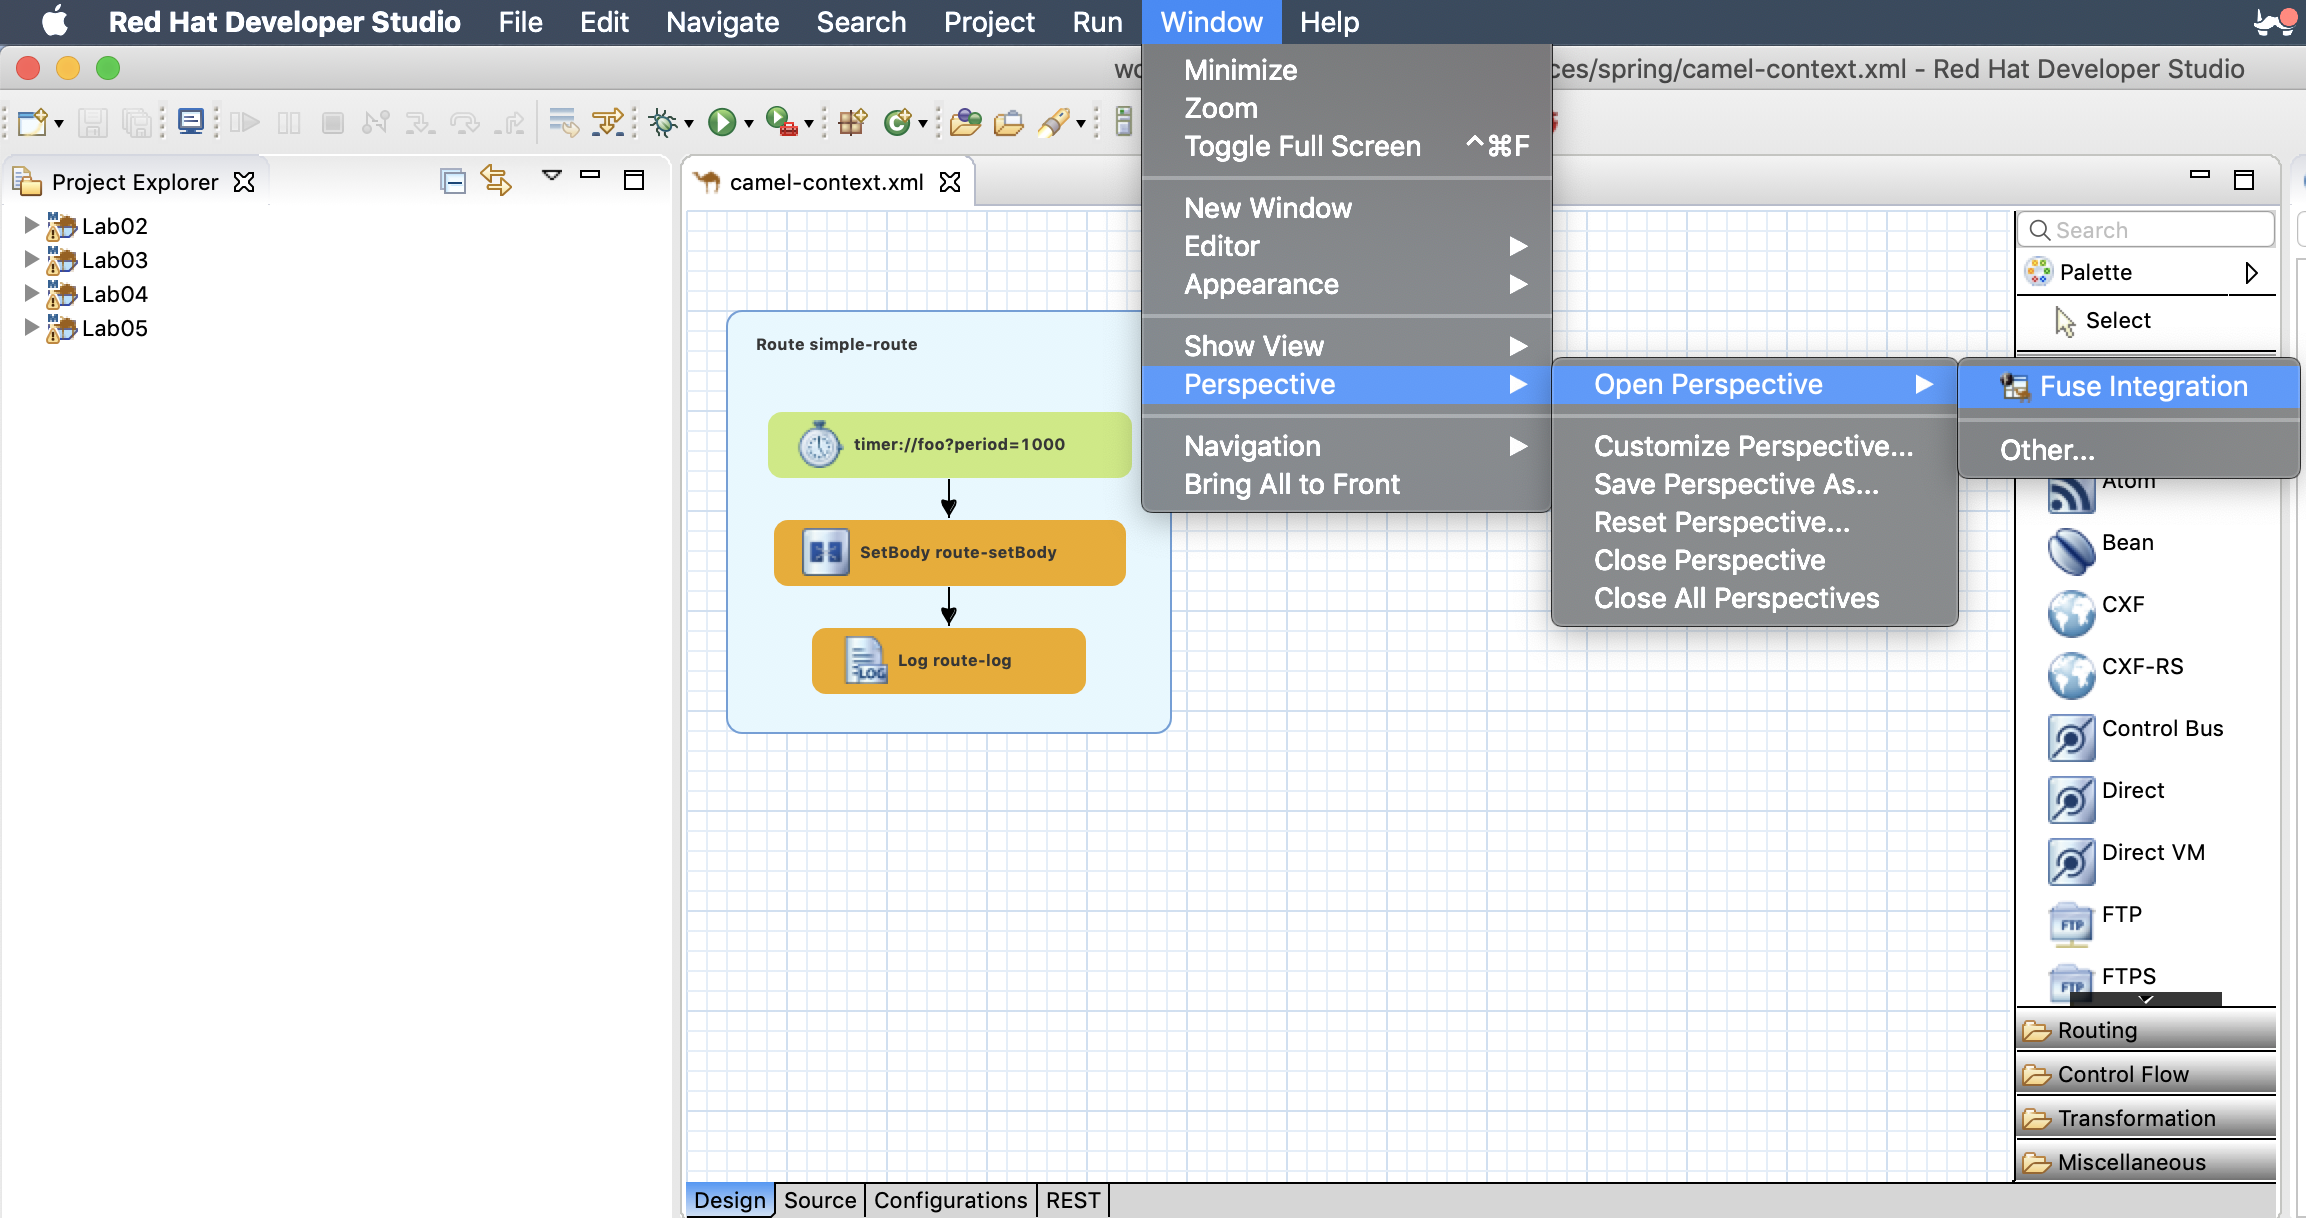 Red Hat Developer Studio File Edit Navigate Search Project Run Window Help
ces/spring/camel-context.xml - Red Hat Developer Studio
Minimize
Zoom
Toggle Full Screen ^⌘F
New Window
Editor
Appearance
Show View
Perspective
Navigation
Bring All to Front
Open Perspective
Customize Perspective...
Save Perspective As...
Reset Perspective...
Close Perspective
Close All Perspectives
Fuse Integration
Other...
Project Explorer
Lab02
Lab03
Lab04
Lab05
camel-context.xml
Route simple-route
timer://foo?period=1000
SetBody route-setBody
Log route-log
LOG
Search
Palette
Select
Atom
Bean
CXF
CXF-RS
Control Bus
Direct
Direct VM
FTP
FTP
FTPS
FTP
Routing
Control Flow
Transformation
Miscellaneous
Design Source Configurations REST